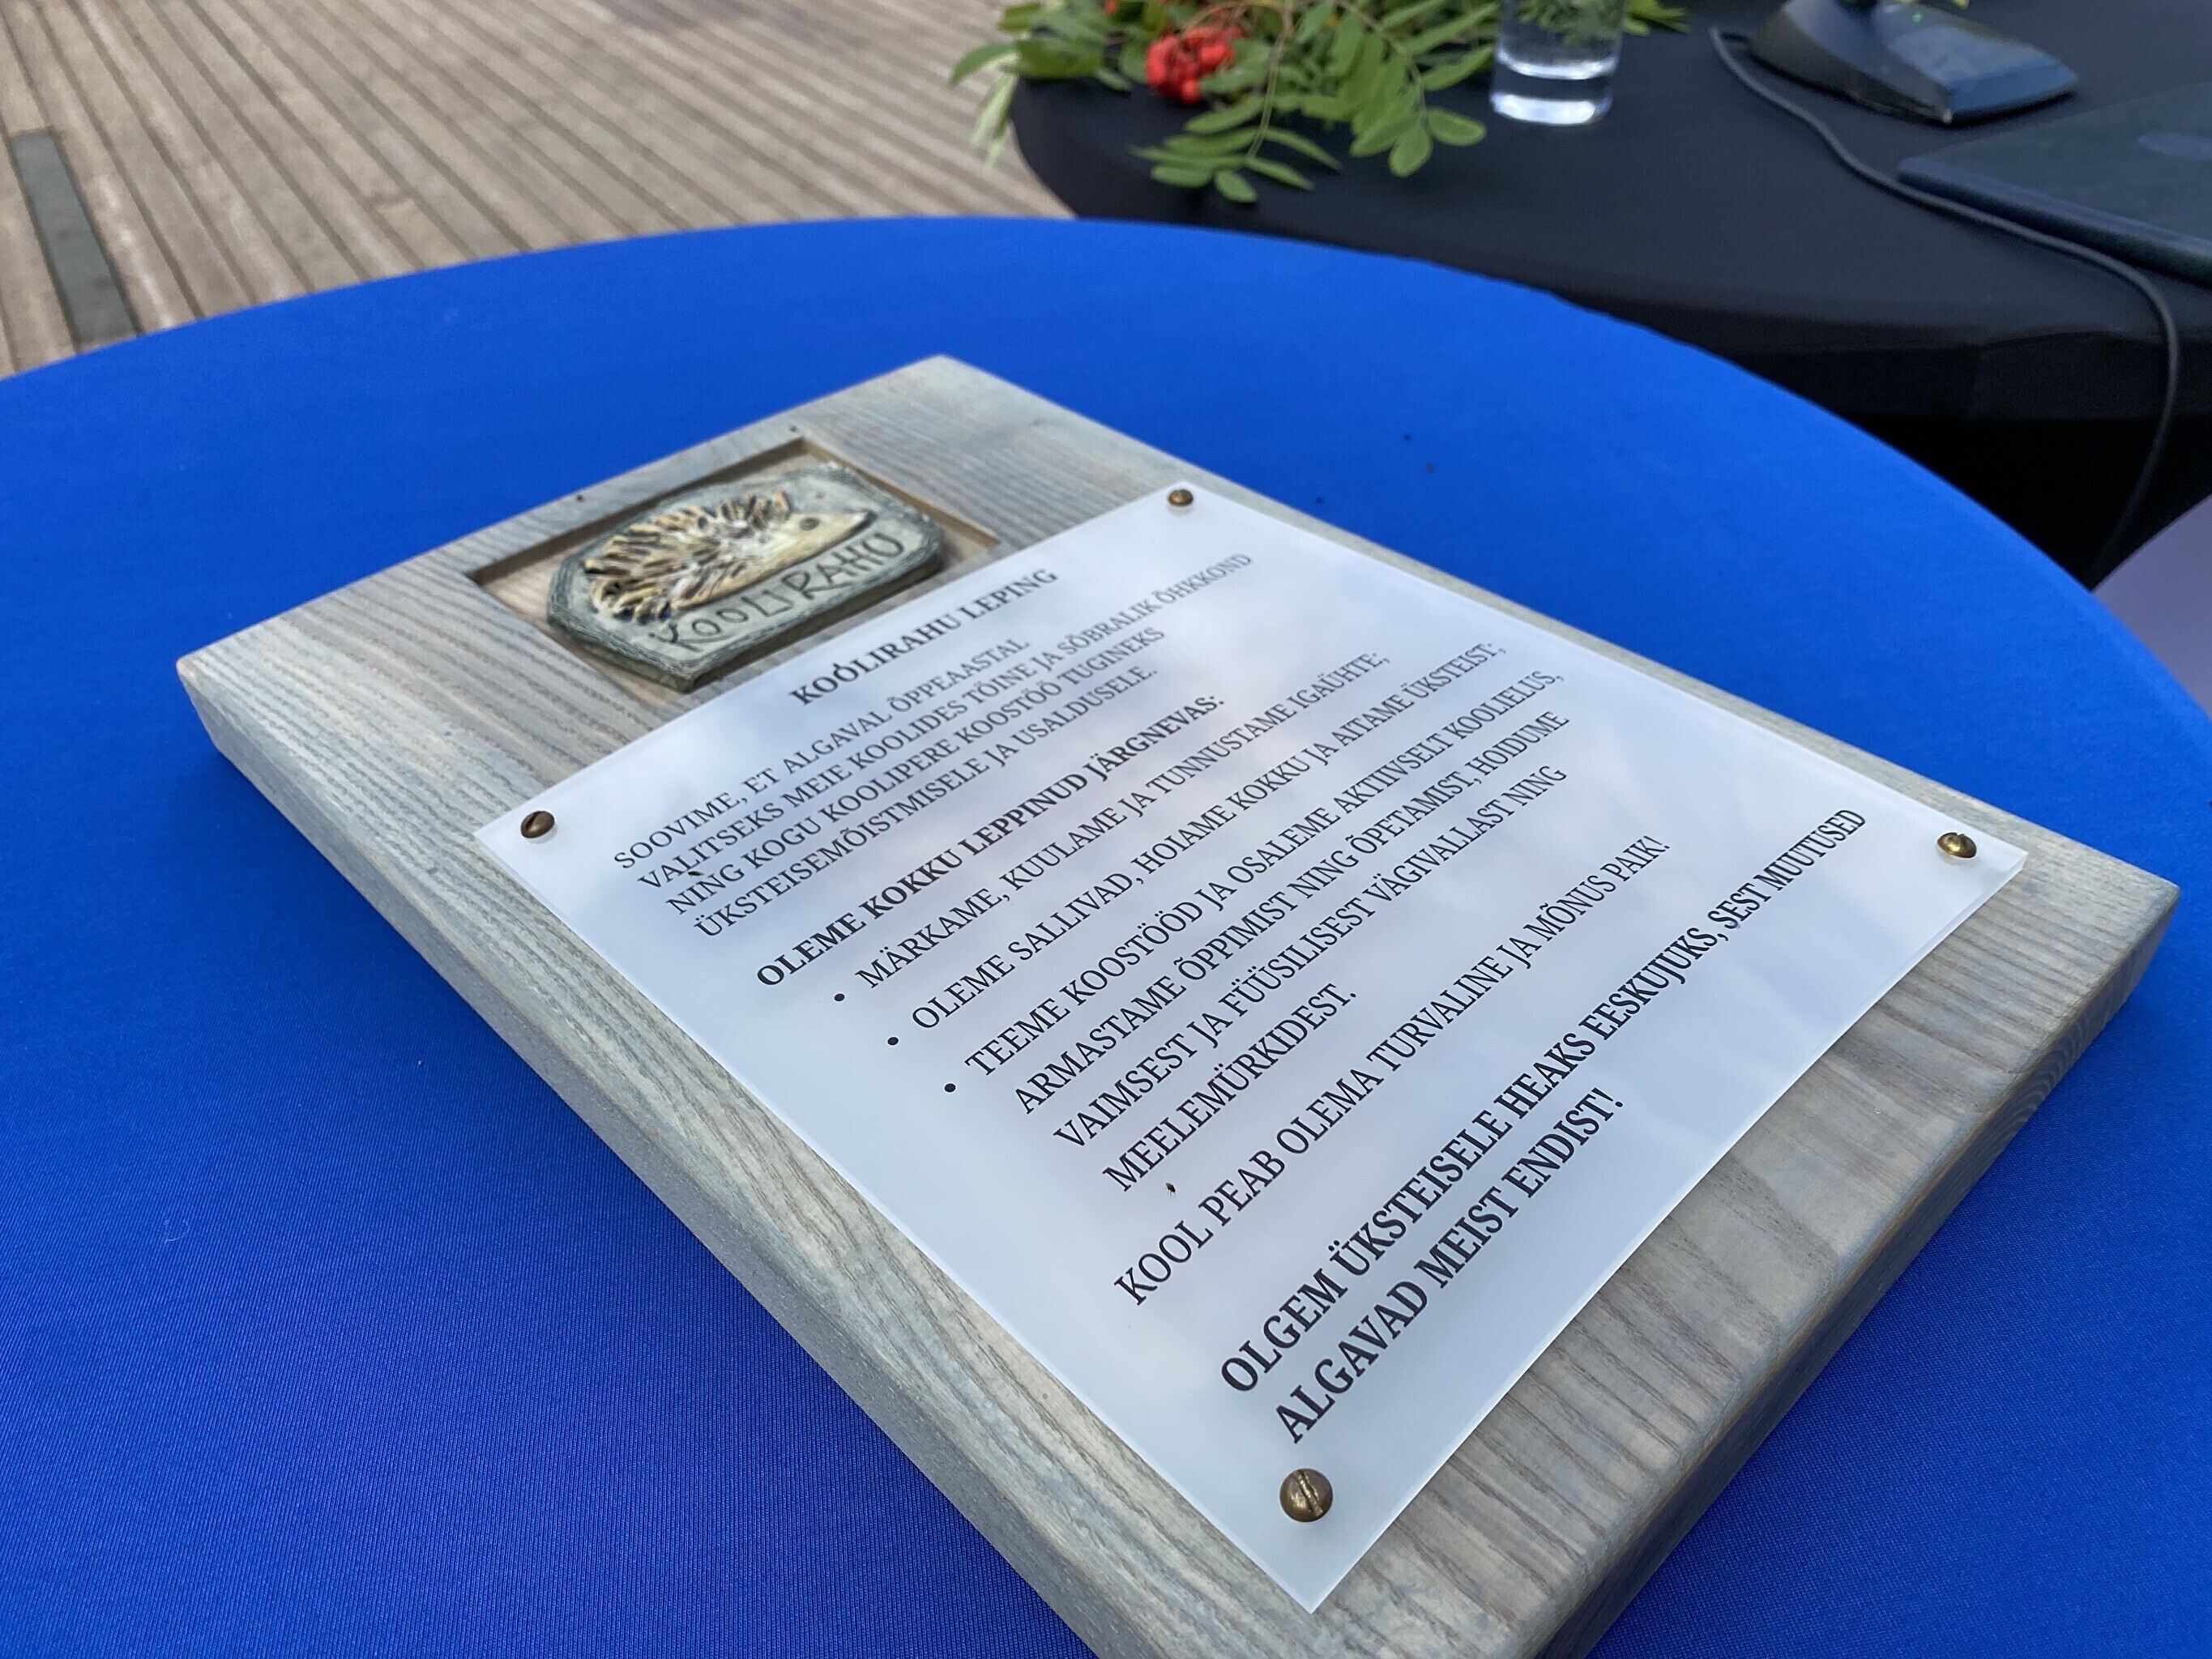 KOOLI RAHU
KOOLIRAHU LEPING
SOOVIME, ET ALGAVAL ÕPPEAASTAL
VALITSEKS MEIE KOOLIDES TÖINE JA SÕBRALIK ÕHKKOND
NING KOGU KOOLIPERE KOOSTÖÖ TUGINEKS
ÜKSTEISEMÕISTMISELE JA USALDUSELE.
OLEME KOKKU LEPPINUD JÄRGNEVAS:
• MÄRKAME, KUULAME JA TUNNUSTAME IGAÜHTE;
• OLEME SALLIVAD, HOIAME KOKKU JA AITAME ÜKSTEIST;
• TEEME KOOSTÖÖD JA OSALEME AKTIIVSELT KOOLIELUS,
ARMASTAME ÕPPIMIST NING ÕPETAMIST, HOIDUME
VAIMSEST JA FÜÜSILISEST VÄGIVALLAST NING
MEELEMÜRKIDEST.
KOOL PEAB OLEMA TURVALINE JA MÕNUS PAIK!
OLGEM ÜKSTEISELE HEAKS EESKUJUKS, SEST MUUTUSED
ALGAVAD MEIST ENDIST!